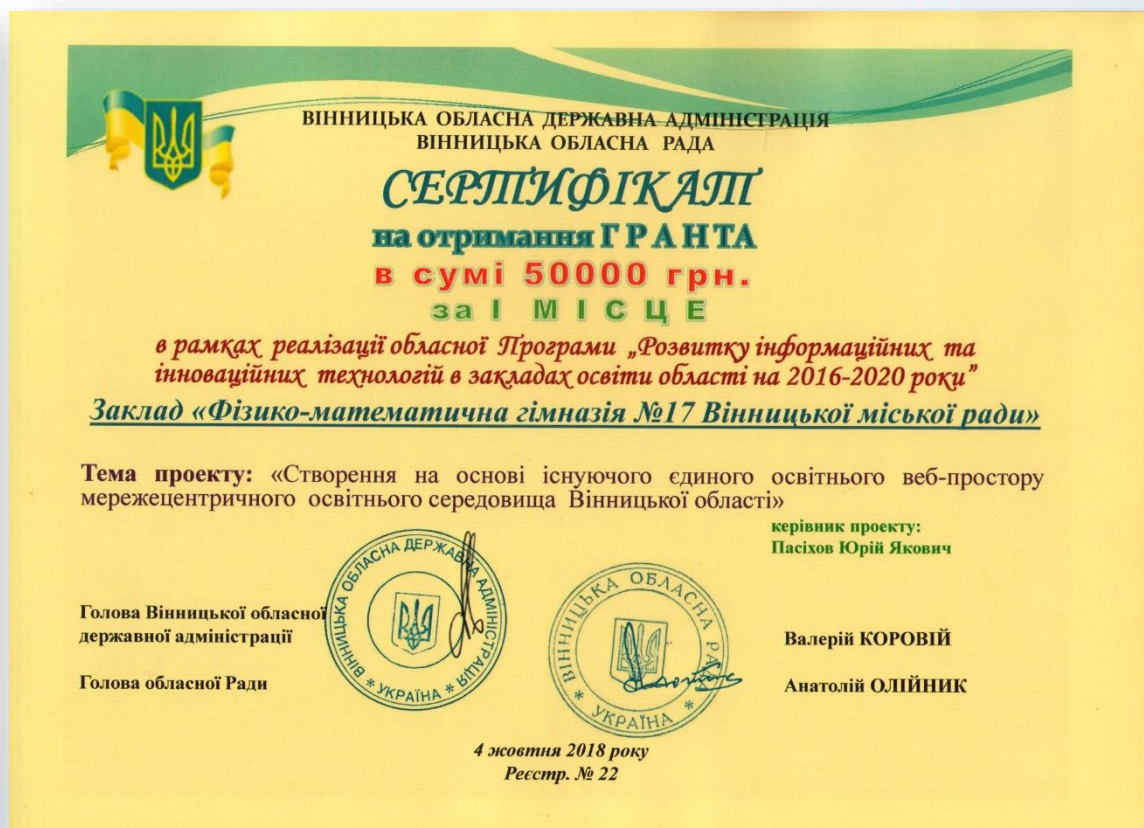 ВІННИЦЬКА ОБЛАСНА ДЕРЖАВНА АДМІНІСТРАЦІЯ
ВІННИЦЬКА ОБЛАСНА РАДА
СЕРТИФІКАТ
на отримання Г Р А Н Т А
в сумі 50000 грн.
за І М І С Ц Е
в рамках реалізації обласної Програми „Розвитку інформаційних та
інноваційних технологій в закладах освіти області на 2016-2020 роки”
Заклад «Фізико-математична гімназія №17 Вінницької міської ради»
Тема проекту: «Створення на основі існуючого єдиного освітнього веб-простору
мережецентричного освітнього середовища Вінницької області»
керівник проекту:
Пасіхов Юрій Якович
Голова Вінницької обласної
державної адміністрації
ВІННИЦЬКА ОБЛАСНА ДЕРЖАВНА АДМІНІСТРАЦІЯ * УКРАЇНА *
ВІННИЦЬКА ОБЛАСНА РАДА * УКРАЇНА *
Валерій КОРОВІЙ
Голова обласної Ради
Анатолій ОЛІЙНИК
4 жовтня 2018 року
Реєстр. № 22